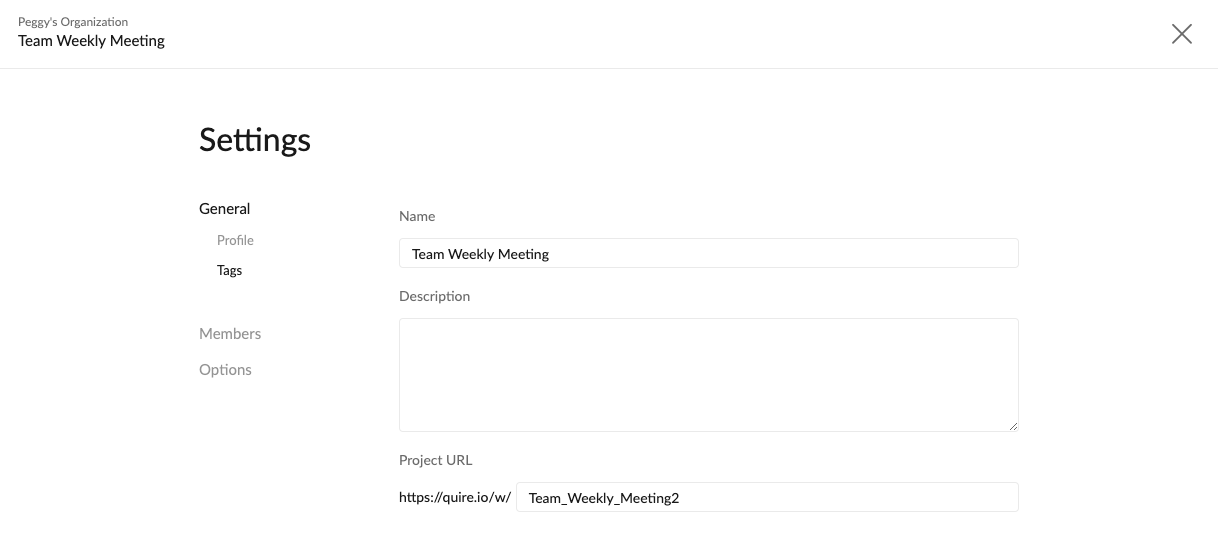 Peggy's Organization
Team Weekly Meeting
Settings
General
Profile
Tags
Members
Options
Name
Team Weekly Meeting
Description
Project URL
https://quire.io/w/ Team_Weekly_Meeting2